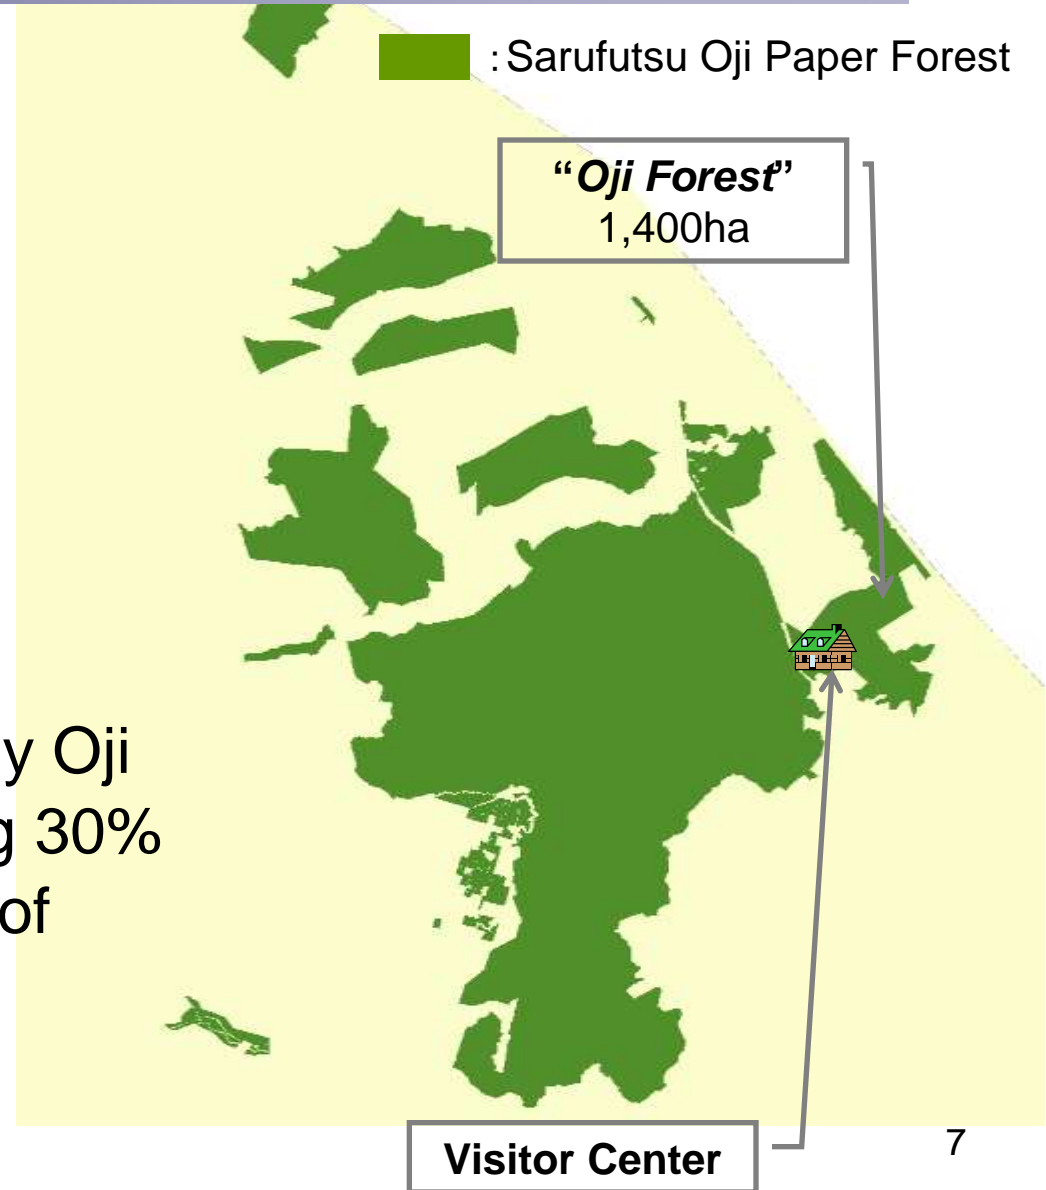 : Sarufutsu Oji Paper Forest
“Oji Forest”
1,400ha
y Oji
g 30%
of
Visitor Center
7